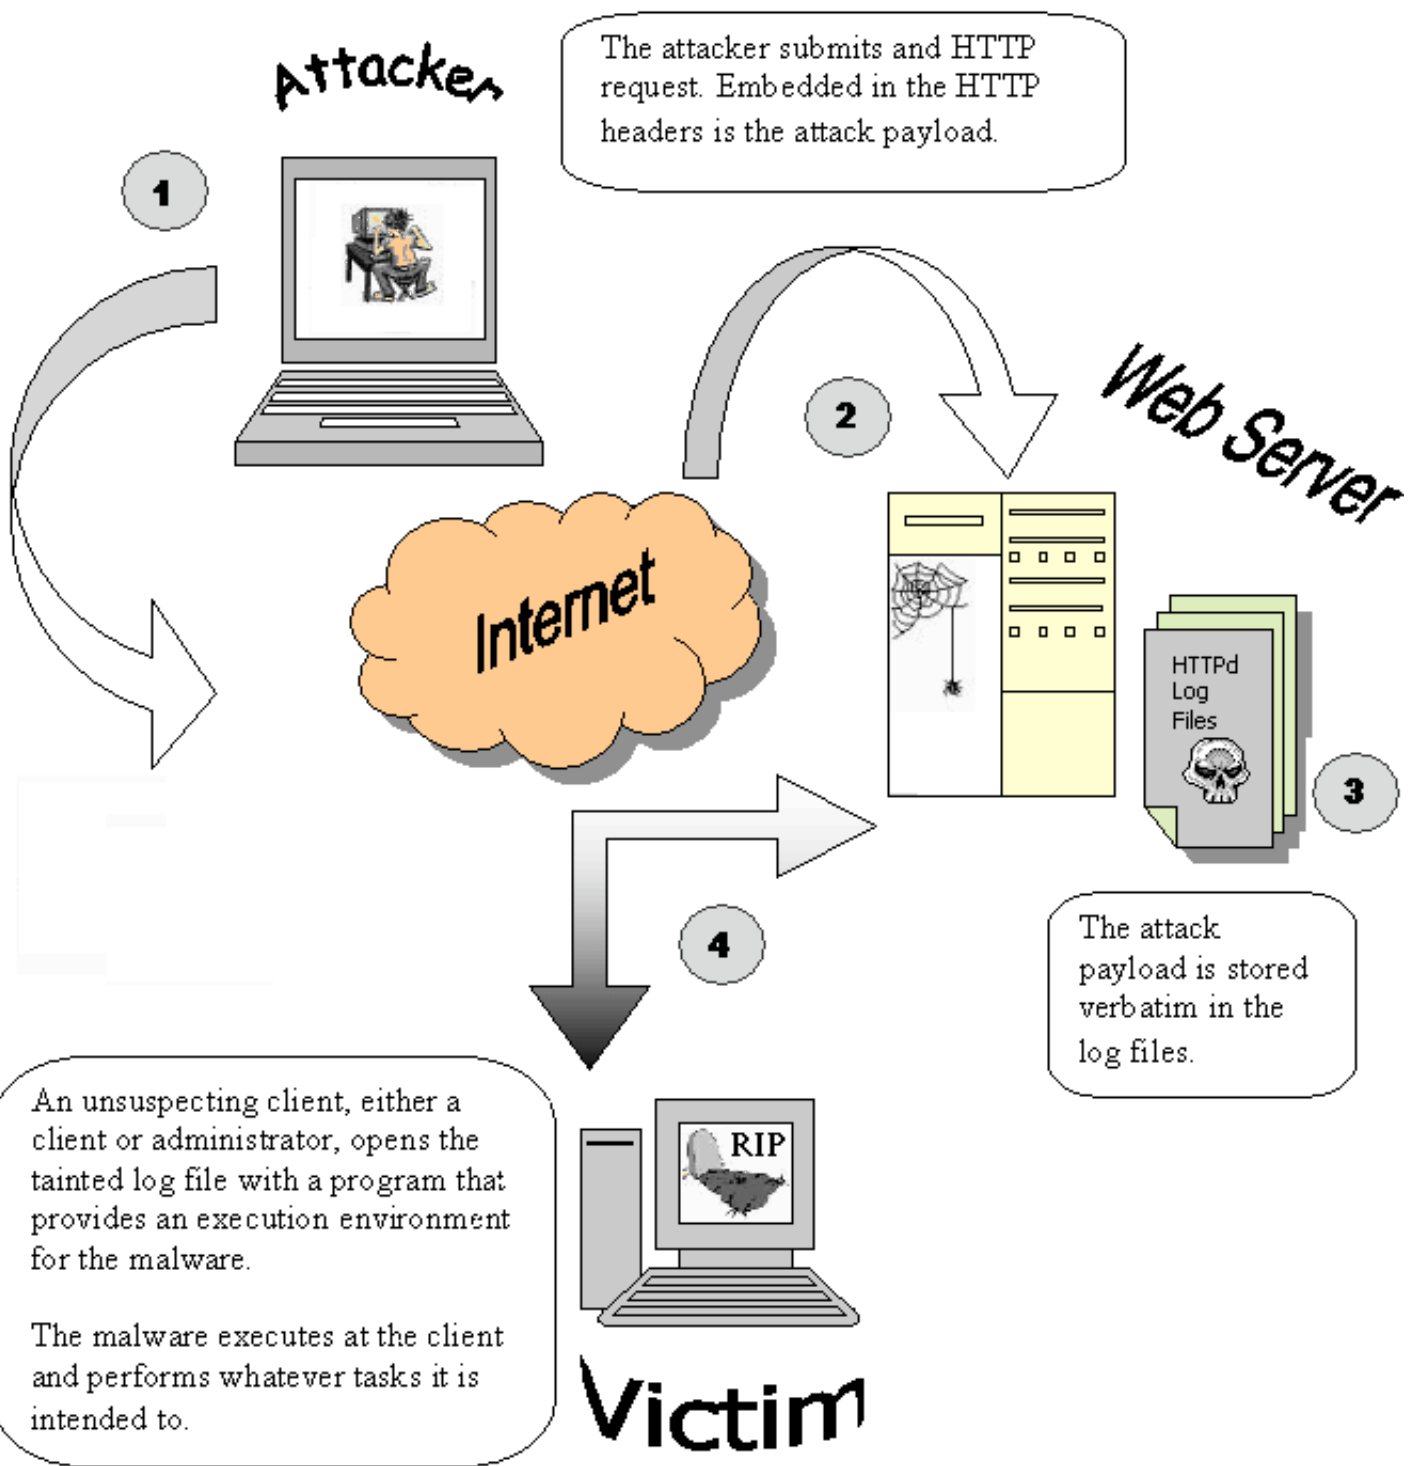 Attacker
The attacker submits and HTTP
request. Embedded in the HTTP
headers is the attack payload.
1
2
Web Server
Internet
HTTPd
Log
Files
3
4
The attack
payload is stored
verbatim in the
log files.
An unsuspecting client, either a
client or administrator, opens the
tainted log file with a program that
provides an execution environment
for the malware.
The malware executes at the client
and performs whatever tasks it is
intended to.
RIP
Victim